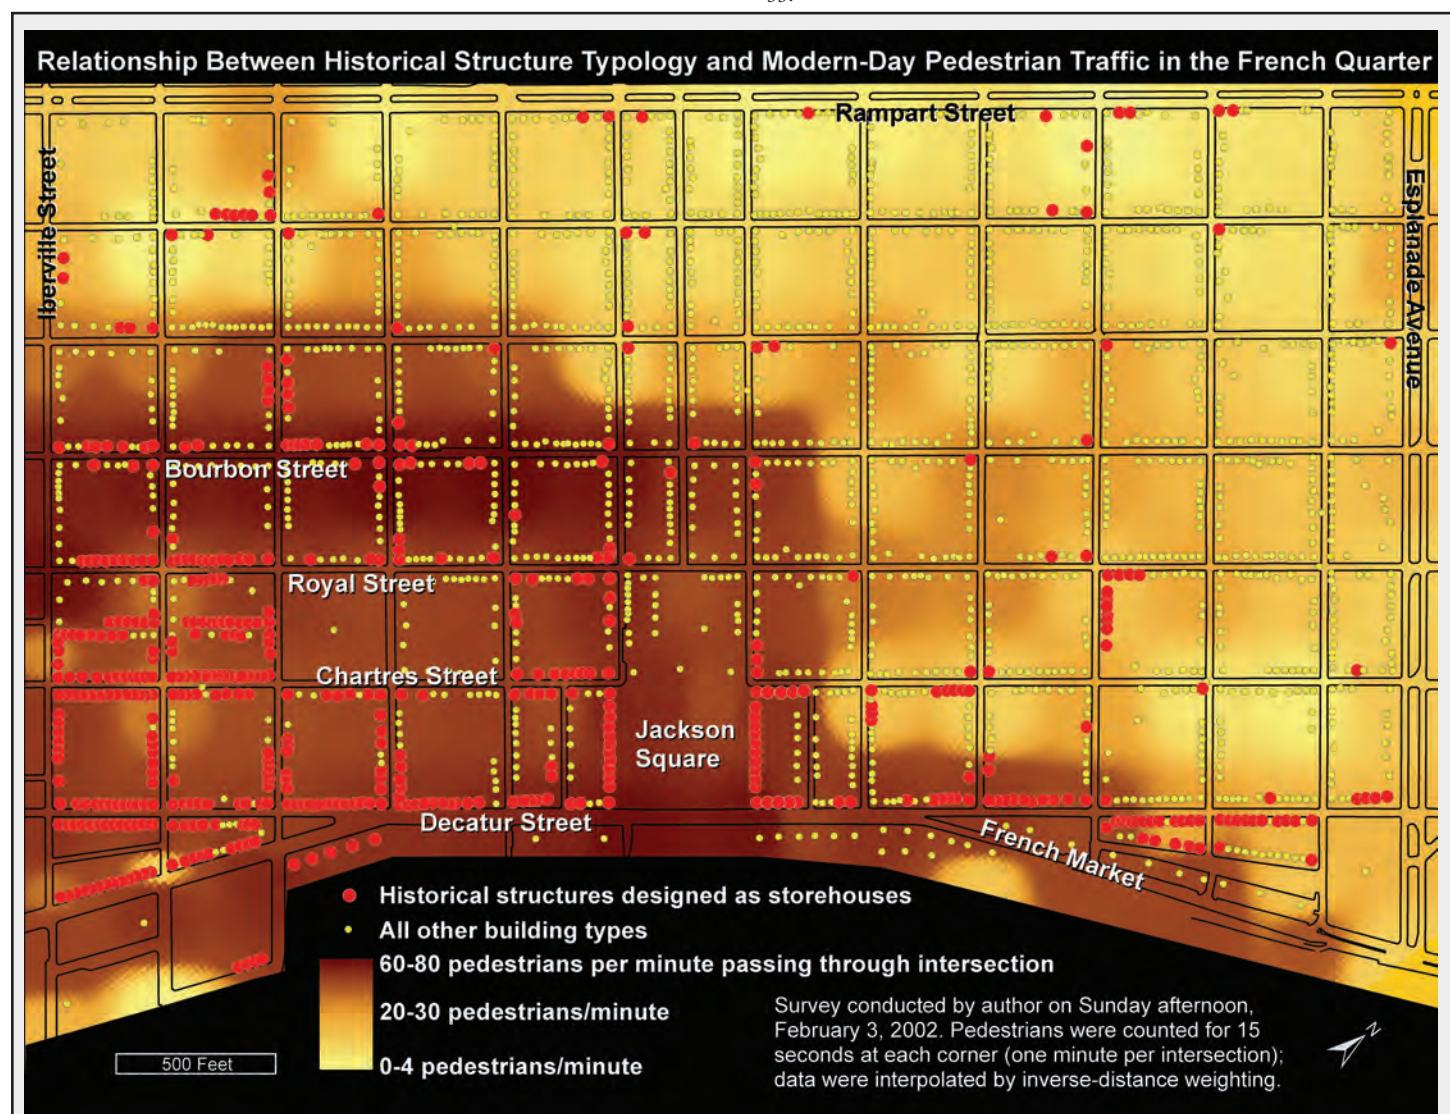 Relationship Between Historical Structure Typology and Modern-Day Pedestrian Traffic in the French Quarter
Rampart Street
Iberville Street
Esplanade Avenue
Bourbon Street
Royal Street
Chartres Street
Jackson
Square
Decatur Street
French Market
Historical structures designed as storehouses
All other building types
60-80 pedestrians per minute passing through intersection
20-30 pedestrians/minute
0-4 pedestrians/minute
500 Feet
Survey conducted by author on Sunday afternoon,
February 3, 2002. Pedestrians were counted for 15
seconds at each corner (one minute per intersection);
data were interpolated by inverse-distance weighting.
N